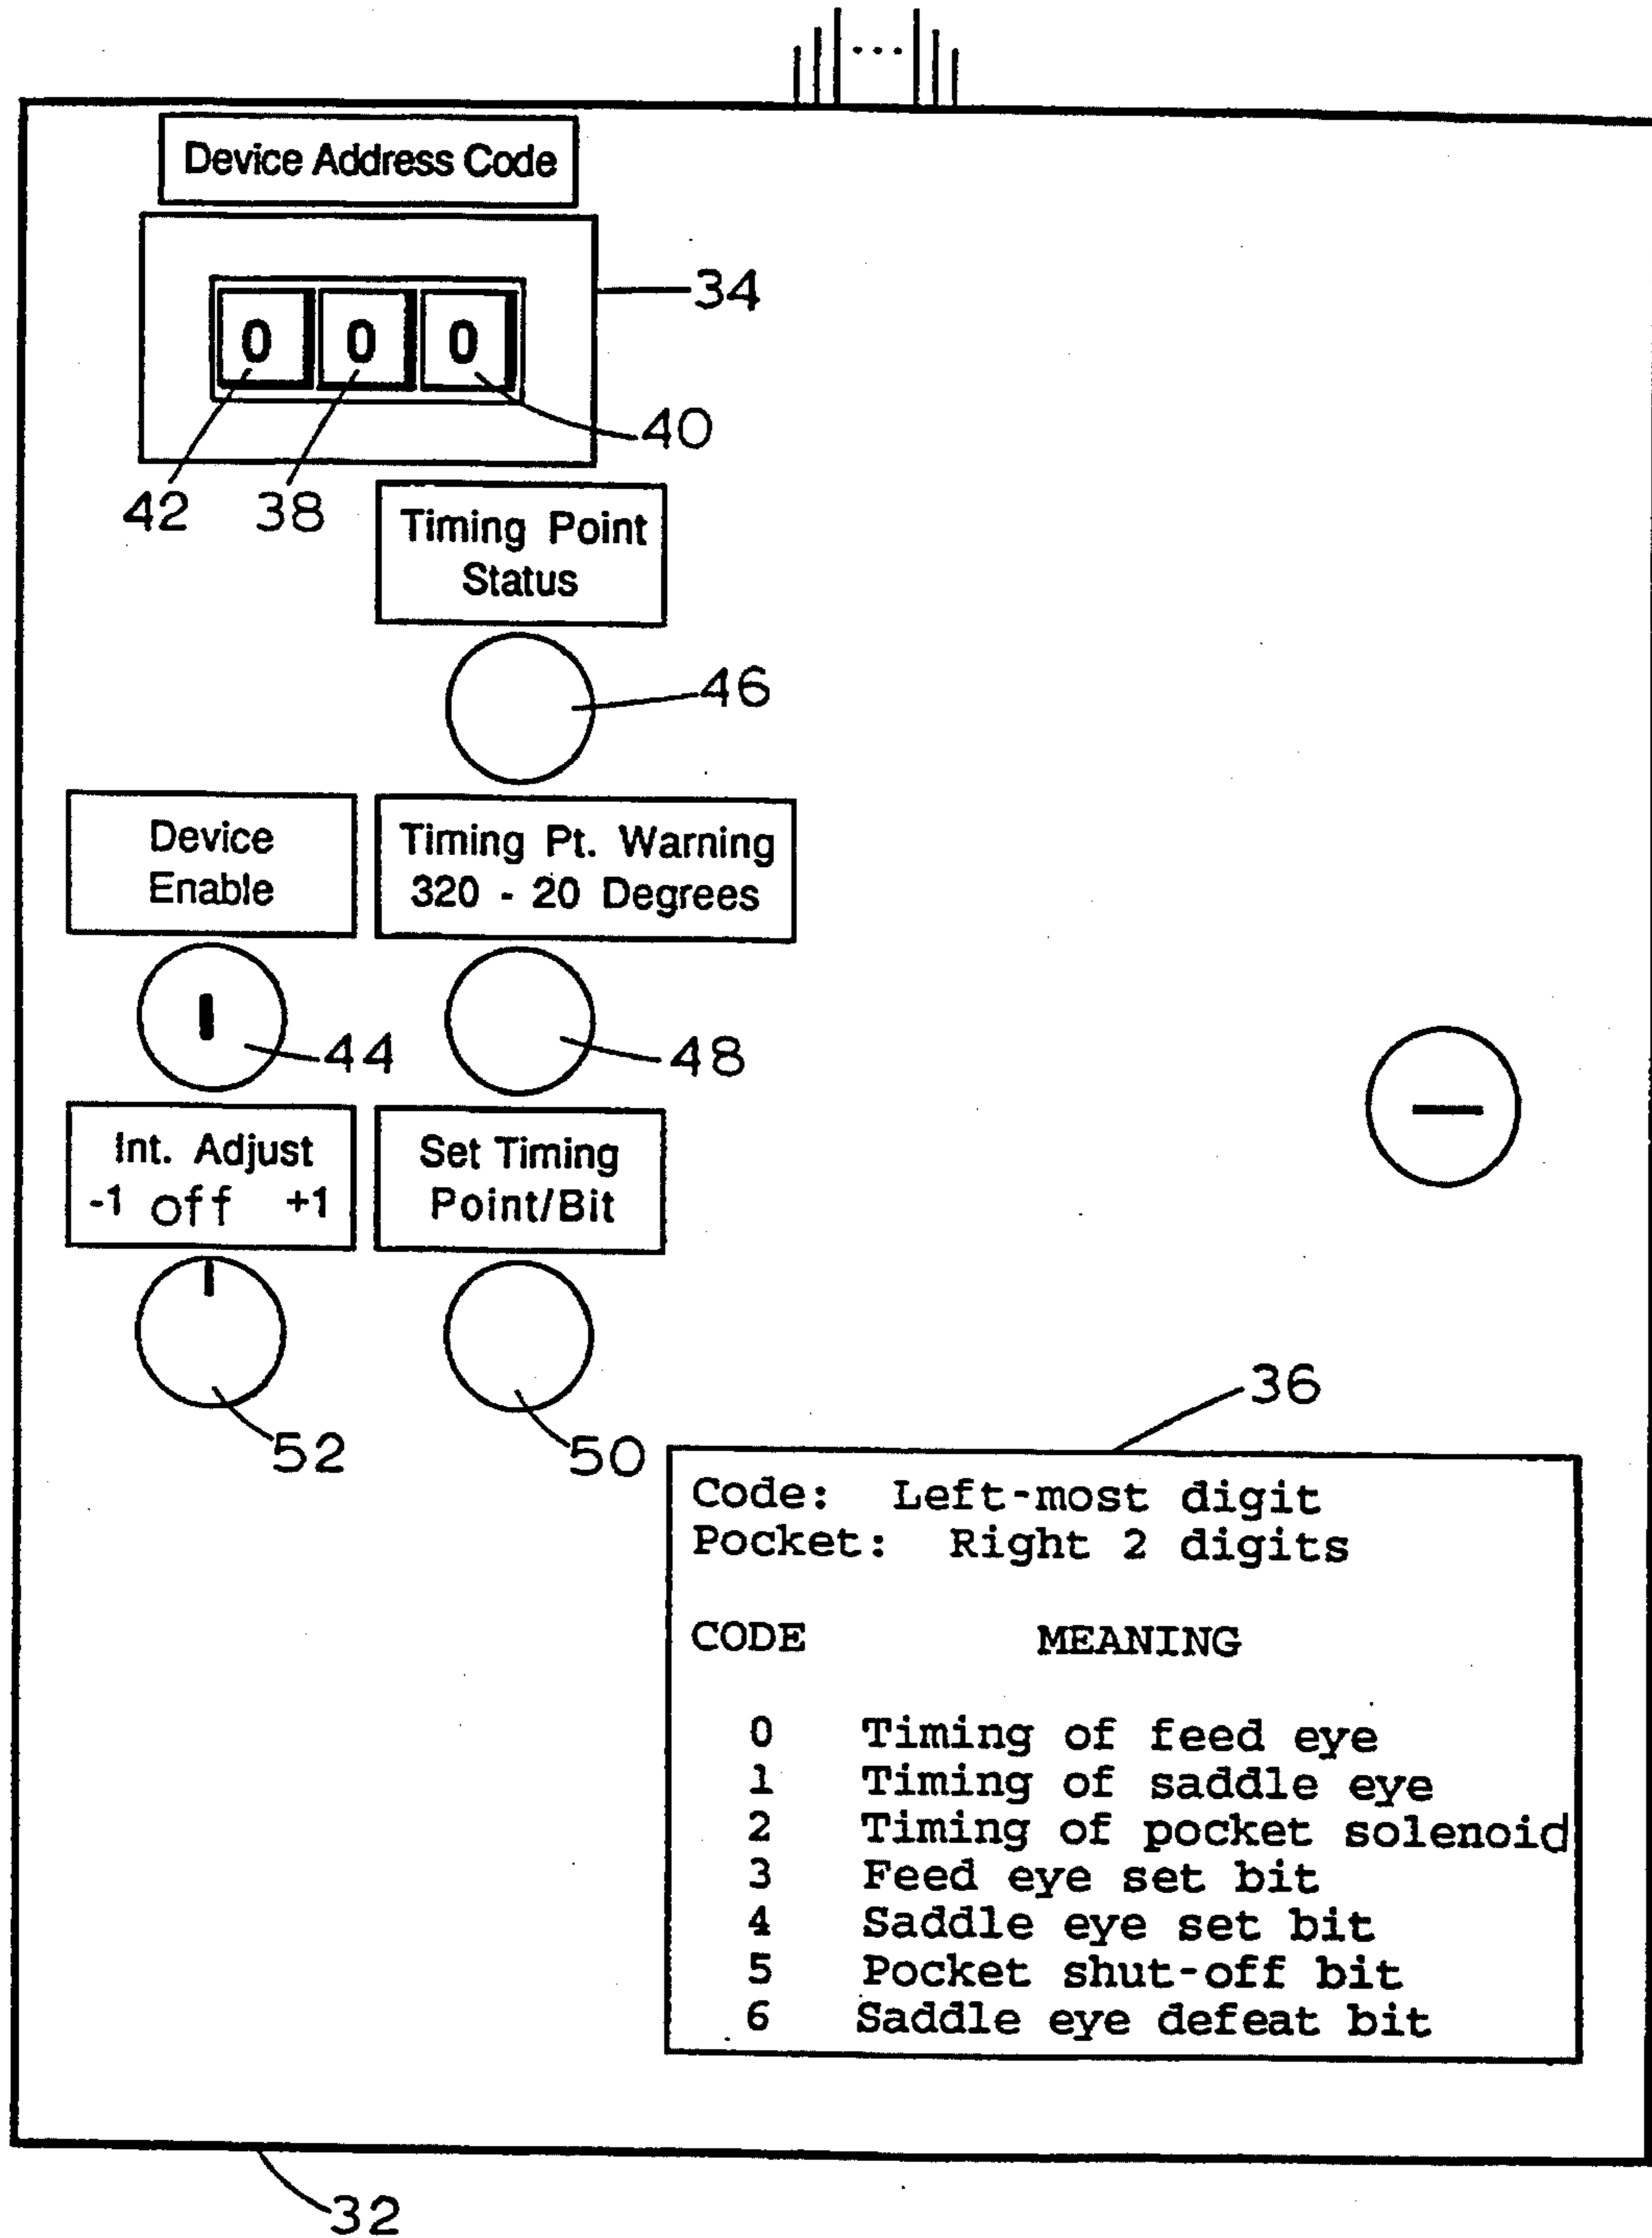 ...
Device Address Code
0 0 0
34
40
42 38
Timing Point
Status
46
Device
Enable
Timing Pt. Warning
320 - 20 Degrees
44
48
Int. Adjust
-1 off +1
Set Timing
Point/Bit
52
50
36
Code: Left-most digit
Pocket: Right 2 digits
CODE MEANING
0 Timing of feed eye
1 Timing of saddle eye
2 Timing of pocket solenoid
3 Feed eye set bit
4 Saddle eye set bit
5 Pocket shut-off bit
6 Saddle eye defeat bit
32